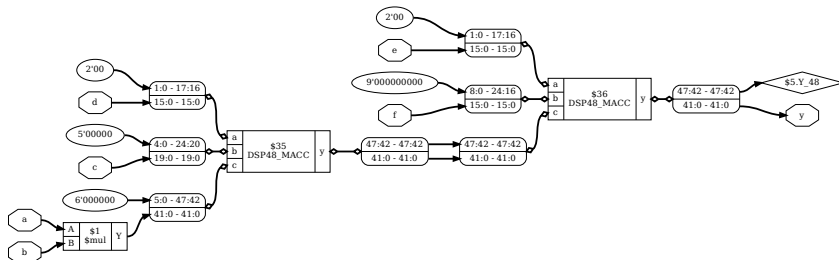 2'00
1:0 - 17:16
e
15:0 - 15:0
2'00
1:0 - 17:16
d
15:0 - 15:0
9'000000000
8:0 - 24:16
f
15:0 - 15:0
a
b
c
$36
DSP48_MACC
y
47:42 - 47:42
41:0 - 41:0
$5.Y_48
y
5'00000
4:0 - 24:20
c
19:0 - 19:0
a
b
c
$35
DSP48_MACC
y
47:42 - 47:42
41:0 - 41:0
47:42 - 47:42
41:0 - 41:0
6'000000
5:0 - 47:42
41:0 - 41:0
a
b
A
B
$1
$mul
Y